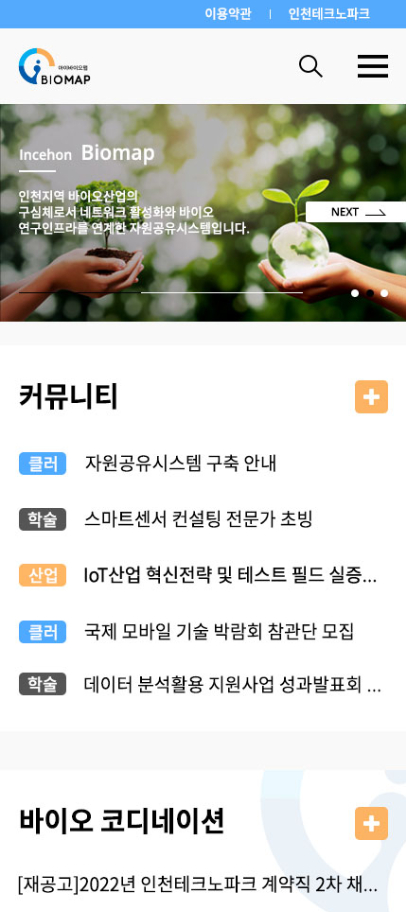 이용약관 | 인천테크노파크
아이바이오맵
BIOMAP
Incehon Biomap
인천지역 바이오산업의
구심체로서 네트워크 활성화와 바이오
연구인프라를 연계한 자원공유시스템입니다.
NEXT
커뮤니티
클러 자원공유시스템 구축 안내
학술 스마트센서 컨설팅 전문가 초빙
산업 IoT산업 혁신전략 및 테스트 필드 실증...
클러 국제 모바일 기술 박람회 참관단 모집
학술 데이터 분석활용 지원사업 성과발표회 ...
바이오 코디네이션
[재공고]2022년 인천테크노파크 계약직 2차 채...